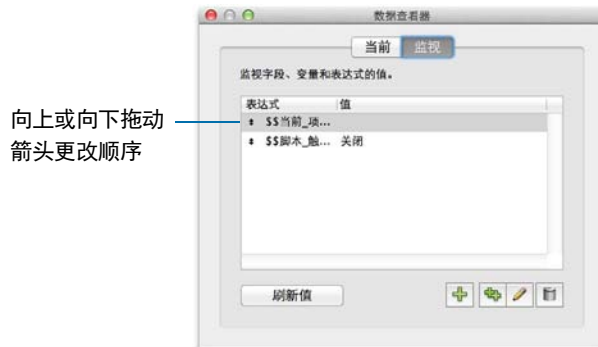 数据查看器
当前 监视
监视字段、变量和表达式的值。
表达式 值
$$当前_项...
$$脚本_触... 关闭
向上或向下拖动
箭头更改顺序
刷新值